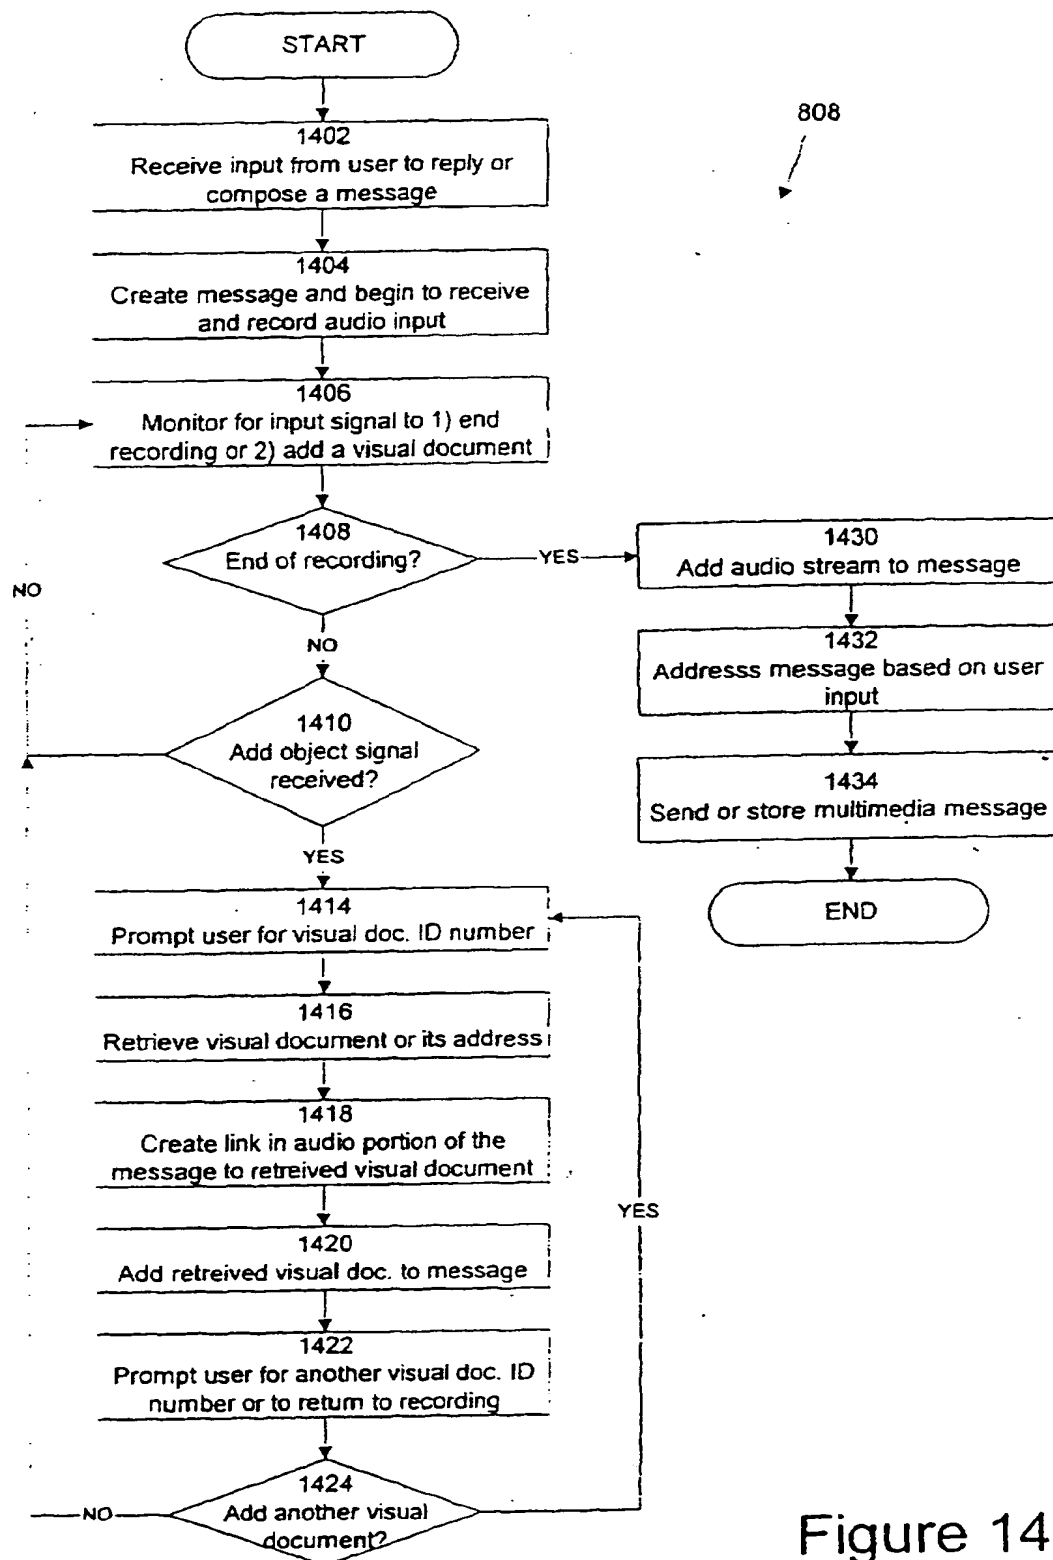 START
808
1402
Receive input from user to reply or
compose a message
1404
Create message and begin to receive
and record audio input
1406
Monitor for input signal to 1) end
recording or 2) add a visual document
1408
End of recording?
YES
NO
NO
1430
Add audio stream to message
1432
Addresss message based on user
input
1434
Send or store multimedia message
END
1410
Add object signal
received?
YES
1414
Prompt user for visual doc. ID number
1416
Retrieve visual document or its address
1418
Create link in audio portion of the
message to retreived visual document
YES
1420
Add retreived visual doc. to message
1422
Prompt user for another visual doc. ID
number or to return to recording
1424
Add another visual
document?
NO
Figure 14